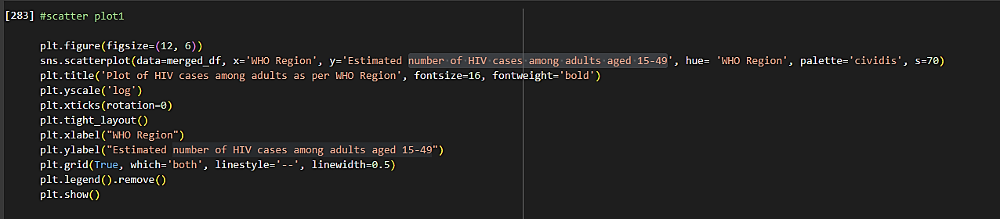 [283] #scatter plot1
plt.figure(figsize=(12, 6))
sns.scatterplot(data=merged_df, x='WHO Region', y='Estimated number of HIV cases among adults aged 15-49', hue= 'WHO Region', palette='cividis', s=70)
plt.title('Plot of HIV cases among adults as per WHO Region', fontsize=16, fontweight='bold')
plt.yscale('log')
plt.xticks(rotation=0)
plt.tight_layout()
plt.xlabel("WHO Region")
plt.ylabel("Estimated number of HIV cases among adults aged 15-49")
plt.grid(True, which='both', linestyle='--', linewidth=0.5)
plt.legend().remove()
plt.show()